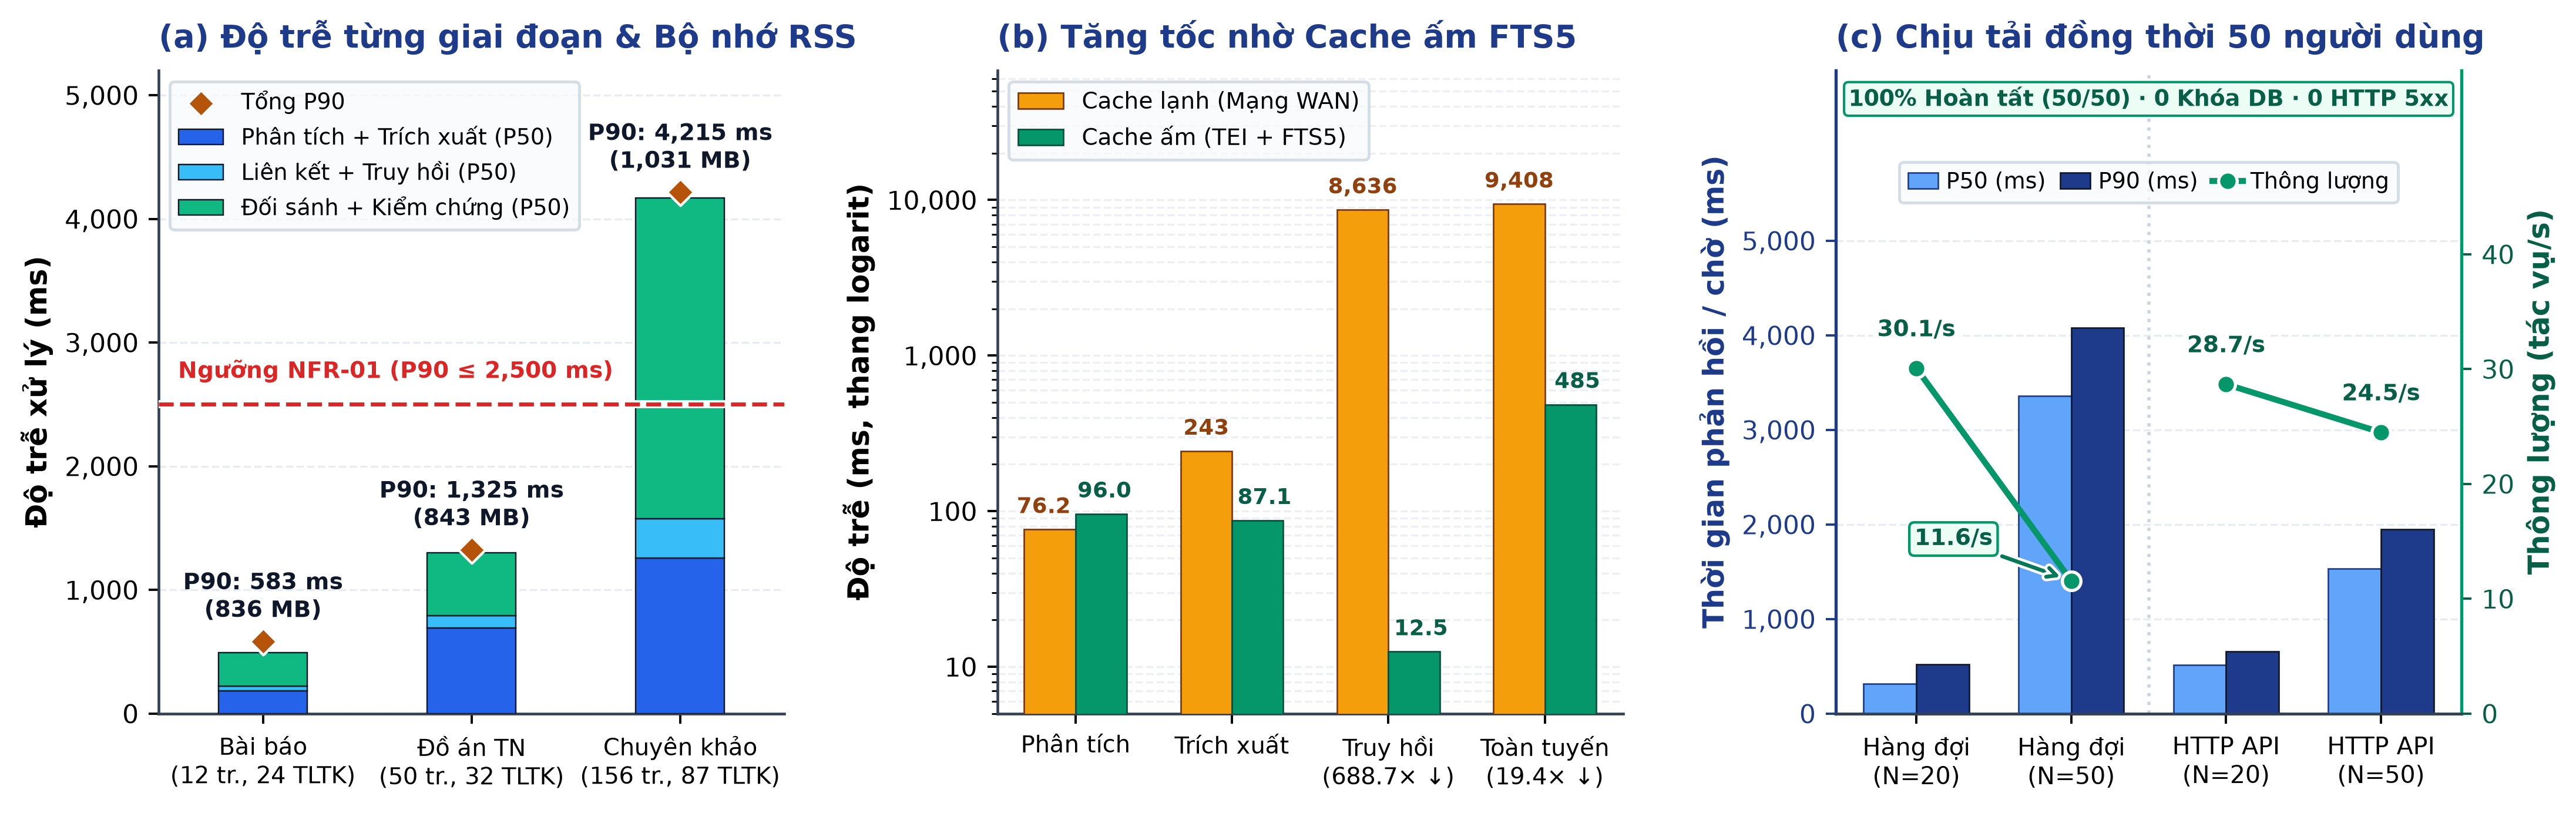 (a) Độ trễ từng giai đoạn & Bộ nhớ RSS
Độ trễ xử lý (ms)
5,000
4,000
3,000
2,000
1,000
0
Tổng P90
Phân tích + Trích xuất (P50)
Liên kết + Truy hồi (P50)
Đối sánh + Kiểm chứng (P50)
P90: 4,215 ms
(1,031 MB)
Ngưỡng NFR-01 (P90 ≤ 2,500 ms)
P90: 1,325 ms
(843 MB)
P90: 583 ms
(836 MB)
Bài báo
(12 tr., 24 TLTK)
Đồ án TN
(50 tr., 32 TLTK)
Chuyên khảo
(156 tr., 87 TLTK)
(b) Tăng tốc nhờ Cache ấm FTS5
Độ trễ (ms, thang logarit)
10,000
1,000
100
10
Cache lạnh (Mạng WAN)
Cache ấm (TEI + FTS5)
76.2
96.0
243
87.1
8,636
12.5
9,408
485
Phân tích
Trích xuất
Truy hồi
(688.7× ↓)
Toàn tuyến
(19.4× ↓)
(c) Chịu tải đồng thời 50 người dùng
Thời gian phản hồi / chờ (ms)
5,000
4,000
3,000
2,000
1,000
0
100% Hoàn tất (50/50) · 0 Khóa DB · 0 HTTP 5xx
P50 (ms)
P90 (ms)
Thông lượng
30.1/s
11.6/s
28.7/s
24.5/s
Hàng đợi
(N=20)
Hàng đợi
(N=50)
HTTP API
(N=20)
HTTP API
(N=50)
40
30
20
10
0
Thông lượng (tác vụ/s)